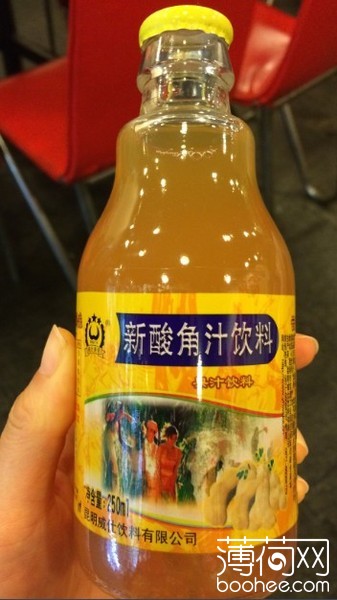 新酸角汁饮料
果汁饮料
净含量：250ml
昆明威仕饮料有限公司
薄荷网
boohee.com